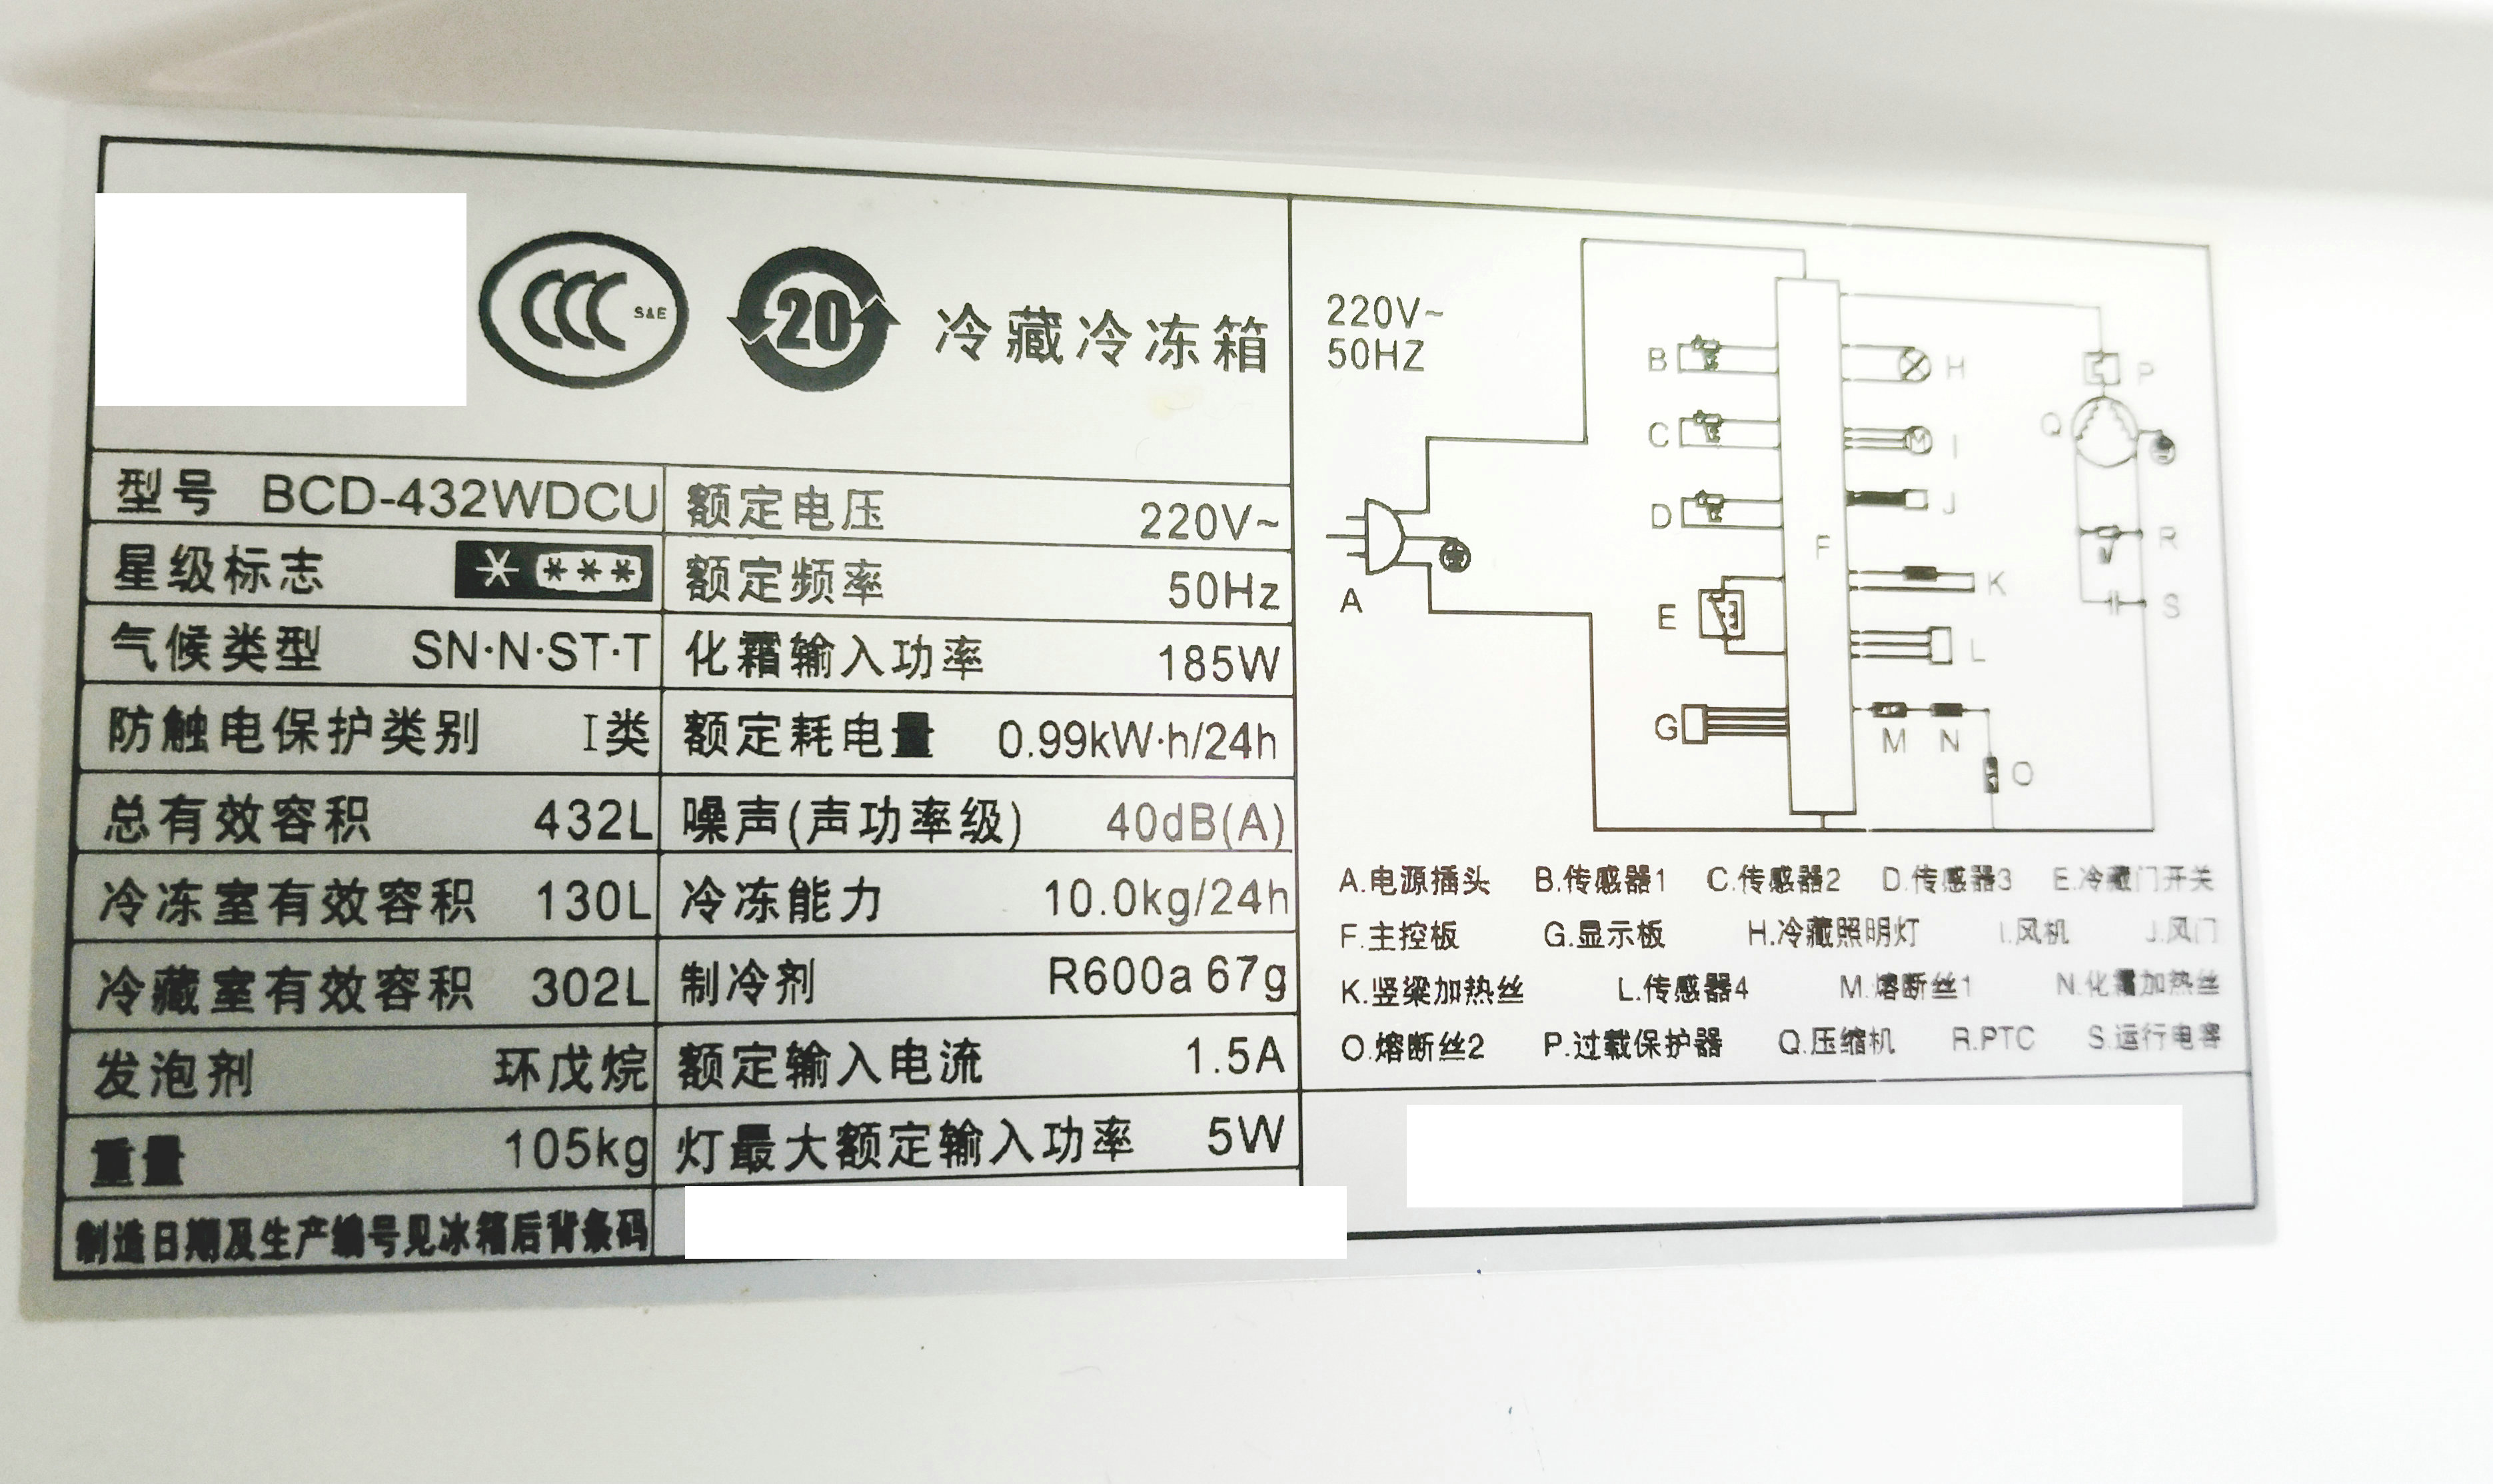 CCC S&E 20 冷藏冷冻箱
型号 BCD-432WDCU 额定电压 220V~
星级标志 * *** 额定频率 50Hz
气候类型 SN·N·ST·T 化霜输入功率 185W
防触电保护类别 I类 额定耗电量 0.99kW·h/24h
总有效容积 432L 噪声(声功率级) 40dB(A)
冷冻室有效容积 130L 冷冻能力 10.0kg/24h
冷藏室有效容积 302L 制冷剂 R600a 67g
发泡剂 环戊烷 额定输入电流 1.5A
重量 105kg 灯最大额定输入功率 5W
制造日期及生产编号见冰箱后背条码
220V~
50HZ
A
B
C
D
E
G
F
H
I
J
K
L
M N
O
P
Q
R
S
A.电源插头 B.传感器1 C.传感器2 D.传感器3 E.冷藏门开关
F.主控板 G.显示板 H.冷藏照明灯 I.风机 J.风门
K.竖梁加热丝 L.传感器4 M.熔断丝1 N.化霜加热丝
O.熔断丝2 P.过载保护器 Q.压缩机 R.PTC S.运行电容